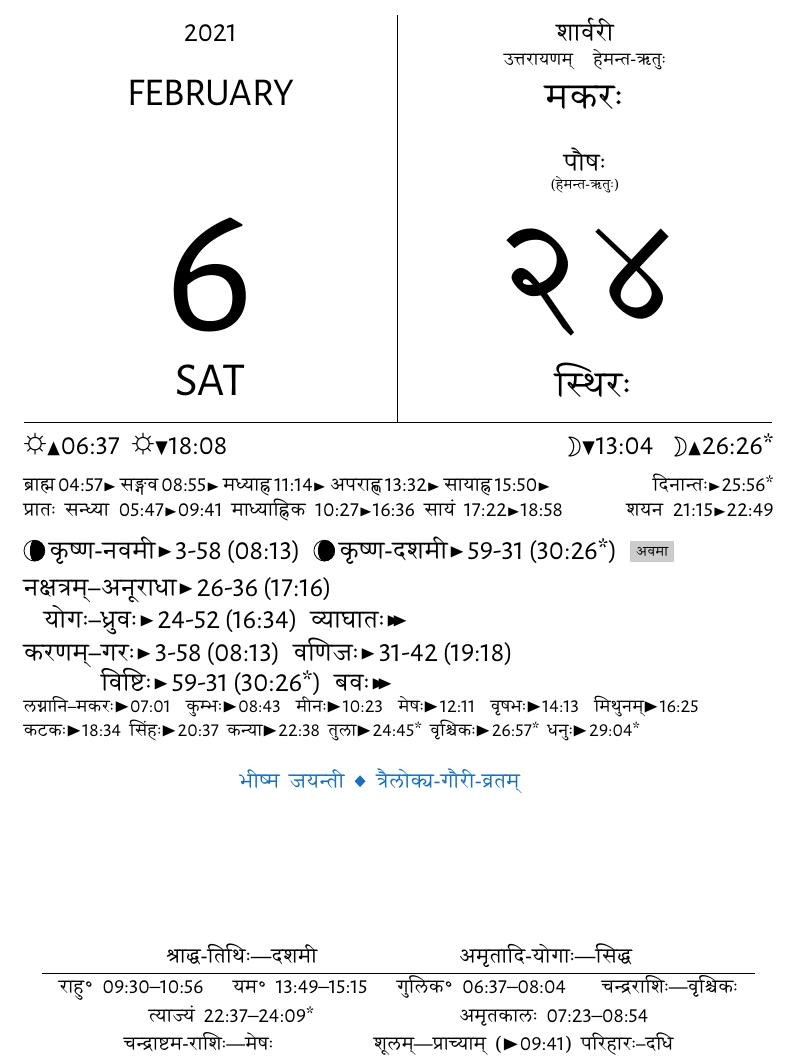 2021
FEBRUARY
6
SAT
शार्वरी
उत्तरायणम् हेमन्त-ऋतुः
मकरः
पौषः
(हेमन्त-ऋतुः)
२४
स्थिरः
☼▲06:37 ☼▼18:08 ☽▼13:04 ☽▲26:26*
ब्राह्म 04:57► सङ्गव 08:55► मध्याह्न 11:14► अपराह्ण 13:32► सायाह्न 15:50► दिनान्तः►25:56*
प्रातः सन्ध्या 05:47►09:41 माध्याह्निक 10:27►16:36 सायं 17:22►18:58 शयन 21:15►22:49
कृष्ण-नवमी►3-58 (08:13) कृष्ण-दशमी►59-31 (30:26*) अवमा
नक्षत्रम्–अनूराधा►26-36 (17:16)
योगः–ध्रुवः►24-52 (16:34) व्याघातः►►
करणम्–गरः►3-58 (08:13) वणिजः►31-42 (19:18)
विष्टिः►59-31 (30:26*) बवः►►
लग्नानि–मकरः►07:01 कुम्भः►08:43 मीनः►10:23 मेषः►12:11 वृषभः►14:13 मिथुनम्►16:25
कटकः►18:34 सिंहः►20:37 कन्या►22:38 तुला►24:45* वृश्चिकः►26:57* धनुः►29:04*
भीष्म जयन्ती ◆ त्रैलोक्य-गौरी-व्रतम्
श्राद्ध-तिथिः—दशमी अमृतादि-योगाः—सिद्ध
राहु° 09:30–10:56 यम° 13:49–15:15 गुलिक° 06:37–08:04 चन्द्रराशिः—वृश्चिकः
त्याज्यं 22:37–24:09* अमृतकालः 07:23–08:54
चन्द्राष्टम-राशिः—मेषः शूलम्—प्राच्याम् (►09:41) परिहारः–दधि